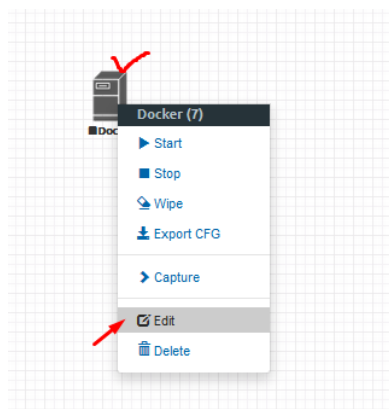 Doc
Docker (7)
Start
Stop
Wipe
Export CFG
Capture
Edit
Delete